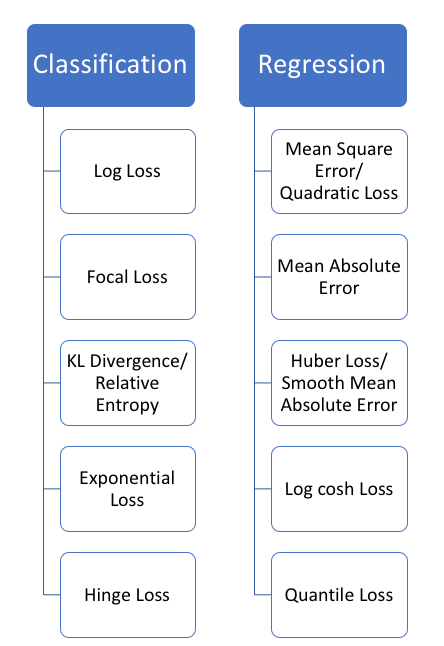 Classification
Log Loss
Focal Loss
KL Divergence/
Relative
Entropy
Exponential
Loss
Hinge Loss
Regression
Mean Square
Error/
Quadratic Loss
Mean Absolute
Error
Huber Loss/
Smooth Mean
Absolute Error
Log cosh Loss
Quantile Loss